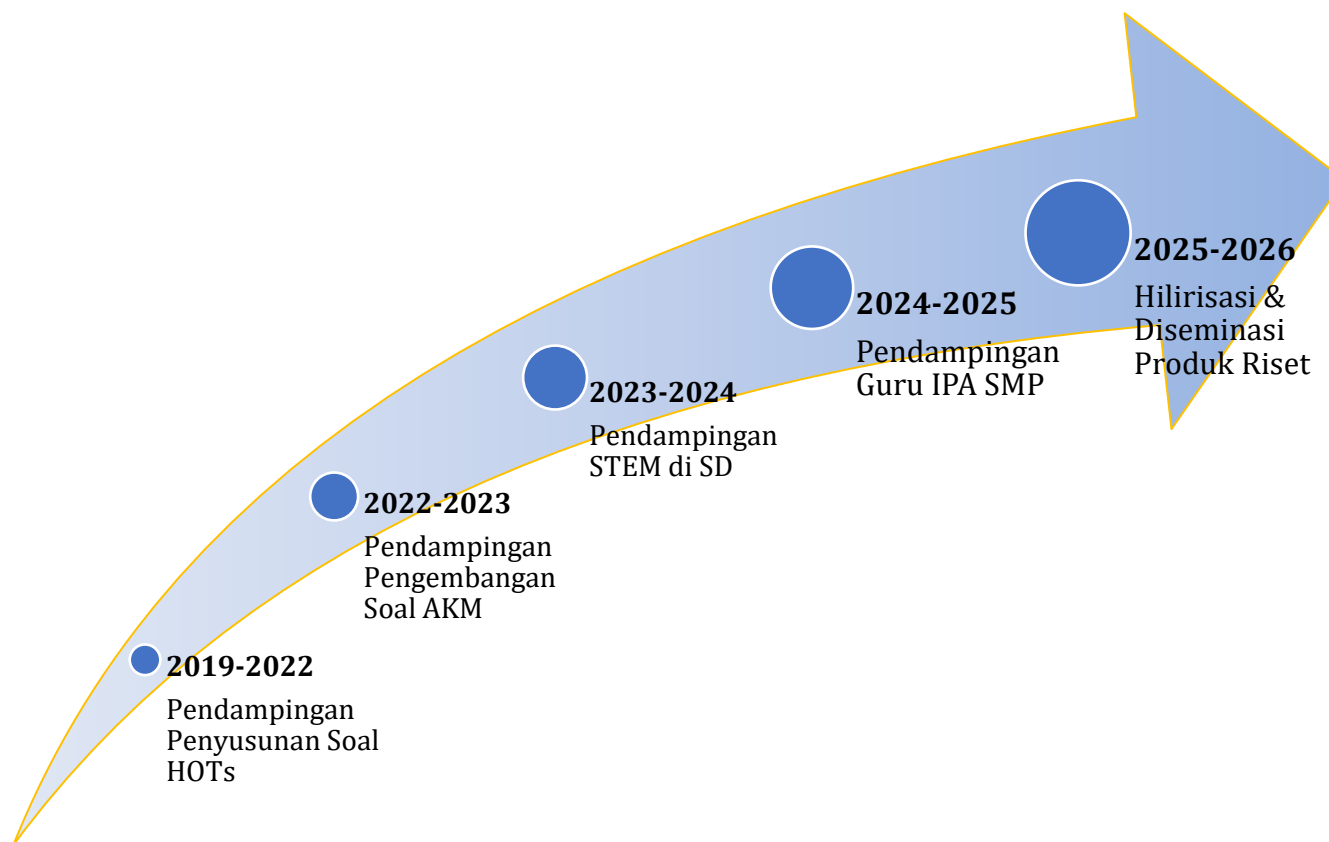 2019-2022
Pendampingan
Penyusunan Soal
HOTs
2022-2023
Pendampingan
Pengembangan
Soal AKM
2023-2024
Pendampingan
STEM di SD
2024-2025
Pendampingan
Guru IPA SMP
2025-2026
Hilirisasi &
Diseminasi
Produk Riset